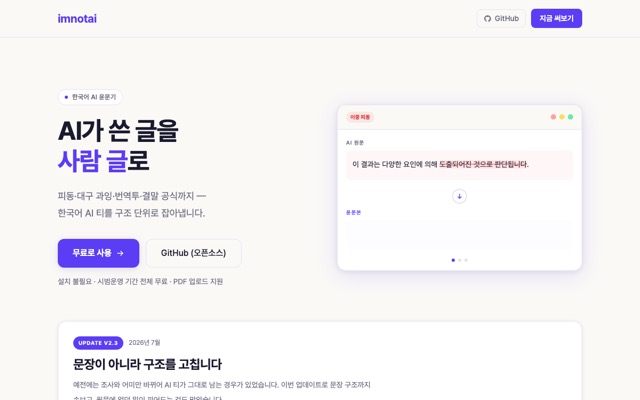 imnotai
GitHub
지금 써보기
한국어 AI 윤문기
AI가 쓴 글을
사람 글로
피동·대구 과잉·번역투·결말 공식까지 —
한국어 AI 티를 구조 단위로 잡아냅니다.
무료로 사용 →
GitHub (오픈소스)
설치 불필요 · 시범운영 기간 전체 무료 · PDF 업로드 지원
이중 피동
AI 원문
이 결과는 다양한 요인에 의해 도출되어진 것으로 판단됩니다.
↓
윤문본
UPDATE V2.3
2026년 7월
문장이 아니라 구조를 고칩니다
예전에는 조사와 어미만 바뀌어 AI 티가 그대로 남는 경우가 있었습니다. 이번 업데이트로 문장 구조까지